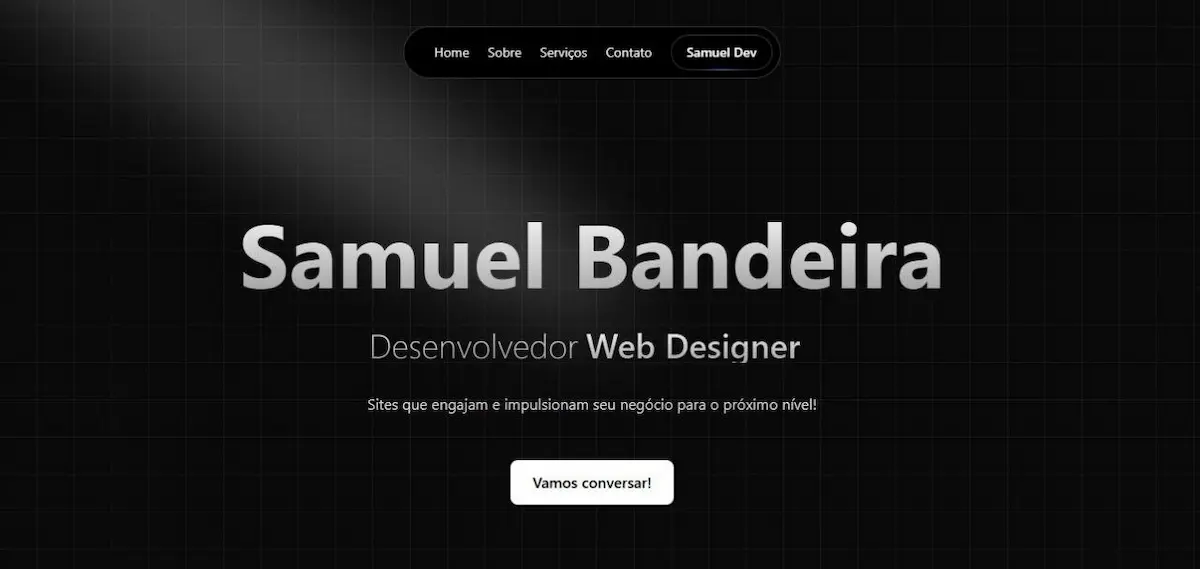 Home Sobre Serviços Contato Samuel Dev
Samuel Bandeira
Desenvolvedor Web Designer
Sites que engajam e impulsionam seu negócio para o próximo nível!
Vamos conversar!